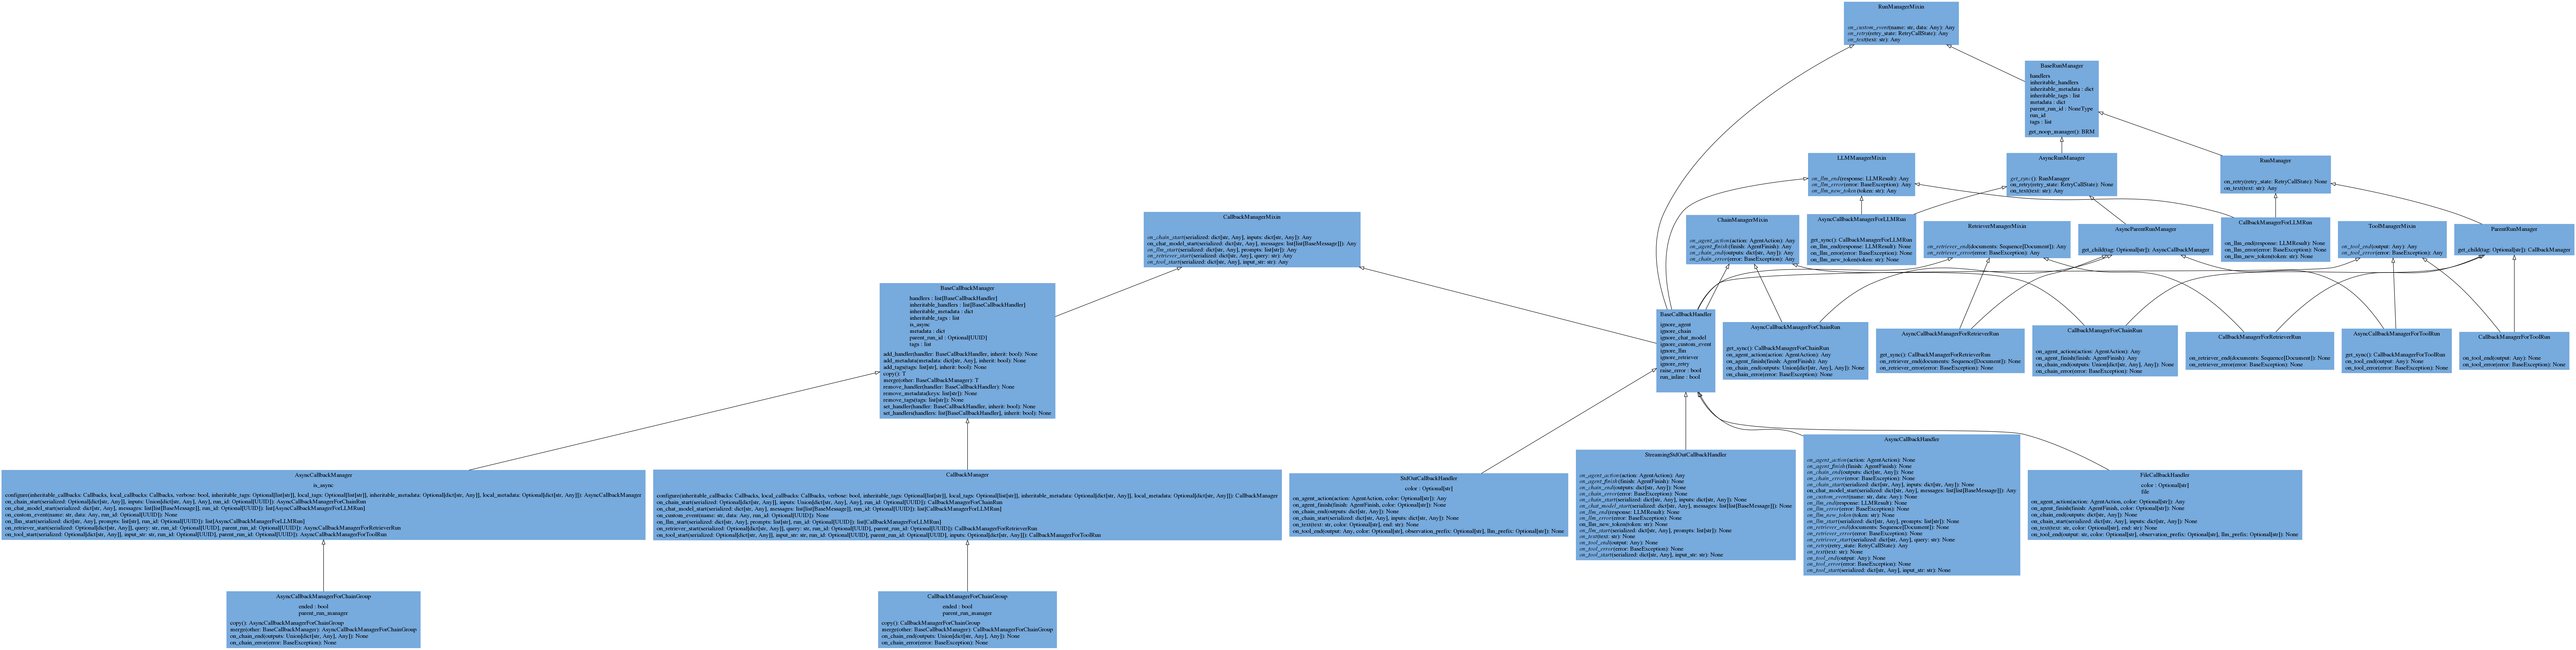 RunManagerMixin
on_custom_event(name: str, data: Any): Any
on_retry(retry_state: RetryCallState): Any
on_text(text: str): Any
BaseRunManager
handlers
inheritable_handlers
inheritable_metadata : dict
inheritable_tags : list
metadata : dict
parent_run_id : NoneType
run_id
tags : list
get_noop_manager(): BRM
LLMManagerMixin
on_llm_end(response: LLMResult): Any
on_llm_error(error: BaseException): Any
on_llm_new_token(token: str): Any
AsyncRunManager
get_sync(): RunManager
on_retry(retry_state: RetryCallState): None
on_text(text: str): Any
RunManager
on_retry(retry_state: RetryCallState): None
on_text(text: str): Any
CallbackManagerMixin
on_chain_start(serialized: dict[str, Any], inputs: dict[str, Any]): Any
on_chat_model_start(serialized: dict[str, Any], messages: list[list[BaseMessage]]): Any
on_llm_start(serialized: dict[str, Any], prompts: list[str]): Any
on_retriever_start(serialized: dict[str, Any], query: str): Any
on_tool_start(serialized: dict[str, Any], input_str: str): Any
ChainManagerMixin
on_agent_action(action: AgentAction): Any
on_agent_finish(finish: AgentFinish): Any
on_chain_end(outputs: dict[str, Any]): Any
on_chain_error(error: BaseException): Any
AsyncCallbackManagerForLLMRun
get_sync(): CallbackManagerForLLMRun
on_llm_end(response: LLMResult): None
on_llm_error(error: BaseException): None
on_llm_new_token(token: str): None
RetrieverManagerMixin
on_retriever_end(documents: Sequence[Document]): Any
on_retriever_error(error: BaseException): Any
AsyncParentRunManager
get_child(tag: Optional[str]): AsyncCallbackManager
CallbackManagerForLLMRun
on_llm_end(response: LLMResult): None
on_llm_error(error: BaseException): None
on_llm_new_token(token: str): None
ToolManagerMixin
on_tool_end(output: Any): Any
on_tool_error(error: BaseException): Any
ParentRunManager
get_child(tag: Optional[str]): CallbackManager
BaseCallbackManager
handlers : list[BaseCallbackHandler]
inheritable_handlers : list[BaseCallbackHandler]
inheritable_metadata : dict
inheritable_tags : list
is_async
metadata : dict
parent_run_id : Optional[UUID]
tags : list
add_handler(handler: BaseCallbackHandler, inherit: bool): None
add_metadata(metadata: dict[str, Any], inherit: bool): None
add_tags(tags: list[str], inherit: bool): None
copy(): T
merge(other: BaseCallbackManager): T
remove_handler(handler: BaseCallbackHandler): None
remove_metadata(keys: list[str]): None
remove_tags(tags: list[str]): None
set_handler(handler: BaseCallbackHandler, inherit: bool): None
set_handlers(handlers: list[BaseCallbackHandler], inherit: bool): None
BaseCallbackHandler
ignore_agent
ignore_chain
ignore_chat_model
ignore_custom_event
ignore_llm
ignore_retriever
ignore_retry
raise_error : bool
run_inline : bool
AsyncCallbackManagerForChainRun
get_sync(): CallbackManagerForChainRun
on_agent_action(action: AgentAction): Any
on_agent_finish(finish: AgentFinish): Any
on_chain_end(outputs: Union[dict[str, Any], Any]): None
on_chain_error(error: BaseException): None
AsyncCallbackManagerForRetrieverRun
get_sync(): CallbackManagerForRetrieverRun
on_retriever_end(documents: Sequence[Document]): None
on_retriever_error(error: BaseException): None
CallbackManagerForChainRun
on_agent_action(action: AgentAction): Any
on_agent_finish(finish: AgentFinish): Any
on_chain_end(outputs: Union[dict[str, Any], Any]): None
on_chain_error(error: BaseException): None
CallbackManagerForRetrieverRun
on_retriever_end(documents: Sequence[Document]): None
on_retriever_error(error: BaseException): None
AsyncCallbackManagerForToolRun
get_sync(): CallbackManagerForToolRun
on_tool_end(output: Any): None
on_tool_error(error: BaseException): None
CallbackManagerForToolRun
on_tool_end(output: Any): None
on_tool_error(error: BaseException): None
AsyncCallbackManager
is_async
configure(inheritable_callbacks: Callbacks, local_callbacks: Callbacks, verbose: bool, inheritable_tags: Optional[list[str]], local_tags: Optional[list[str]], inheritable_metadata: Optional[dict[str, Any]], local_metadata: Optional[dict[str, Any]]): AsyncCallbackManager
on_chain_start(serialized: Optional[dict[str, Any]], inputs: Union[dict[str, Any], Any], run_id: Optional[UUID]): AsyncCallbackManagerForChainRun
on_chat_model_start(serialized: dict[str, Any], messages: list[list[BaseMessage]], run_id: Optional[UUID]): list[AsyncCallbackManagerForLLMRun]
on_custom_event(name: str, data: Any, run_id: Optional[UUID]): None
on_llm_start(serialized: dict[str, Any], prompts: list[str], run_id: Optional[UUID]): list[AsyncCallbackManagerForLLMRun]
on_retriever_start(serialized: Optional[dict[str, Any]], query: str, run_id: Optional[UUID], parent_run_id: Optional[UUID]): AsyncCallbackManagerForRetrieverRun
on_tool_start(serialized: Optional[dict[str, Any]], input_str: str, run_id: Optional[UUID], parent_run_id: Optional[UUID]): AsyncCallbackManagerForToolRun
CallbackManager
configure(inheritable_callbacks: Callbacks, local_callbacks: Callbacks, verbose: bool, inheritable_tags: Optional[list[str]], local_tags: Optional[list[str]], inheritable_metadata: Optional[dict[str, Any]], local_metadata: Optional[dict[str, Any]]): CallbackManager
on_chain_start(serialized: Optional[dict[str, Any]], inputs: Union[dict[str, Any], Any], run_id: Optional[UUID]): CallbackManagerForChainRun
on_chat_model_start(serialized: dict[str, Any], messages: list[list[BaseMessage]], run_id: Optional[UUID]): list[CallbackManagerForLLMRun]
on_custom_event(name: str, data: Any, run_id: Optional[UUID]): None
on_llm_start(serialized: dict[str, Any], prompts: list[str], run_id: Optional[UUID]): list[CallbackManagerForLLMRun]
on_retriever_start(serialized: Optional[dict[str, Any]], query: str, run_id: Optional[UUID], parent_run_id: Optional[UUID]): CallbackManagerForRetrieverRun
on_tool_start(serialized: Optional[dict[str, Any]], input_str: str, run_id: Optional[UUID], parent_run_id: Optional[UUID], inputs: Optional[dict[str, Any]]): CallbackManagerForToolRun
StdOutCallbackHandler
color : Optional[str]
on_agent_action(action: AgentAction, color: Optional[str]): Any
on_agent_finish(finish: AgentFinish, color: Optional[str]): None
on_chain_end(outputs: dict[str, Any]): None
on_chain_start(serialized: dict[str, Any], inputs: dict[str, Any]): None
on_text(text: str, color: Optional[str], end: str): None
on_tool_end(output: Any, color: Optional[str], observation_prefix: Optional[str], llm_prefix: Optional[str]): None
StreamingStdOutCallbackHandler
on_agent_action(action: AgentAction): Any
on_agent_finish(finish: AgentFinish): None
on_chain_end(outputs: dict[str, Any]): None
on_chain_error(error: BaseException): None
on_chain_start(serialized: dict[str, Any], inputs: dict[str, Any]): None
on_chat_model_start(serialized: dict[str, Any], messages: list[list[BaseMessage]]): None
on_llm_end(response: LLMResult): None
on_llm_error(error: BaseException): None
on_llm_new_token(token: str): None
on_llm_start(serialized: dict[str, Any], prompts: list[str]): None
on_text(text: str): None
on_tool_end(output: Any): None
on_tool_error(error: BaseException): None
on_tool_start(serialized: dict[str, Any], input_str: str): None
AsyncCallbackHandler
on_agent_action(action: AgentAction): None
on_agent_finish(finish: AgentFinish): None
on_chain_end(outputs: dict[str, Any]): None
on_chain_error(error: BaseException): None
on_chain_start(serialized: dict[str, Any], inputs: dict[str, Any]): None
on_chat_model_start(serialized: dict[str, Any], messages: list[list[BaseMessage]]): Any
on_custom_event(name: str, data: Any): None
on_llm_end(response: LLMResult): None
on_llm_error(error: BaseException): None
on_llm_new_token(token: str): None
on_llm_start(serialized: dict[str, Any], prompts: list[str]): None
on_retriever_end(documents: Sequence[Document]): None
on_retriever_error(error: BaseException): None
on_retriever_start(serialized: dict[str, Any], query: str): None
on_retry(retry_state: RetryCallState): Any
on_text(text: str): None
on_tool_end(output: Any): None
on_tool_error(error: BaseException): None
on_tool_start(serialized: dict[str, Any], input_str: str): None
FileCallbackHandler
color : Optional[str]
file
on_agent_action(action: AgentAction, color: Optional[str]): Any
on_agent_finish(finish: AgentFinish, color: Optional[str]): None
on_chain_end(outputs: dict[str, Any]): None
on_chain_start(serialized: dict[str, Any], inputs: dict[str, Any]): None
on_text(text: str, color: Optional[str], end: str): None
on_tool_end(output: str, color: Optional[str], observation_prefix: Optional[str], llm_prefix: Optional[str]): None
AsyncCallbackManagerForChainGroup
ended : bool
parent_run_manager
copy(): AsyncCallbackManagerForChainGroup
merge(other: BaseCallbackManager): AsyncCallbackManagerForChainGroup
on_chain_end(outputs: Union[dict[str, Any], Any]): None
on_chain_error(error: BaseException): None
CallbackManagerForChainGroup
ended : bool
parent_run_manager
copy(): CallbackManagerForChainGroup
merge(other: BaseCallbackManager): CallbackManagerForChainGroup
on_chain_end(outputs: Union[dict[str, Any], Any]): None
on_chain_error(error: BaseException): None